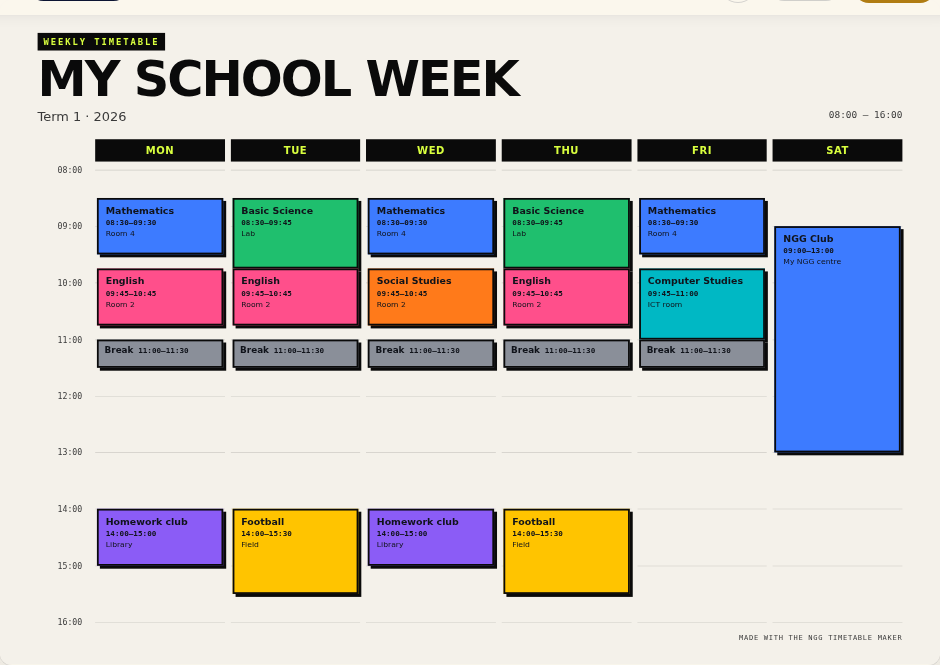 WEEKLY TIMETABLE
MY SCHOOL WEEK
Term 1 · 2026
08:00 – 16:00
MON TUE WED THU FRI SAT
08:00
09:00
10:00
11:00
12:00
13:00
14:00
15:00
16:00
Mathematics
08:30–09:30
Room 4
English
09:45–10:45
Room 2
Break 11:00–11:30
Homework club
14:00–15:00
Library
Basic Science
08:30–09:45
Lab
English
09:45–10:45
Room 2
Break 11:00–11:30
Football
14:00–15:30
Field
Mathematics
08:30–09:30
Room 4
Social Studies
09:45–10:45
Room 2
Break 11:00–11:30
Homework club
14:00–15:00
Library
Basic Science
08:30–09:45
Lab
English
09:45–10:45
Room 2
Break 11:00–11:30
Football
14:00–15:30
Field
Mathematics
08:30–09:30
Room 4
Computer Studies
09:45–11:00
ICT room
Break 11:00–11:30
NGG Club
09:00–13:00
My NGG centre
MADE WITH THE NGG TIMETABLE MAKER